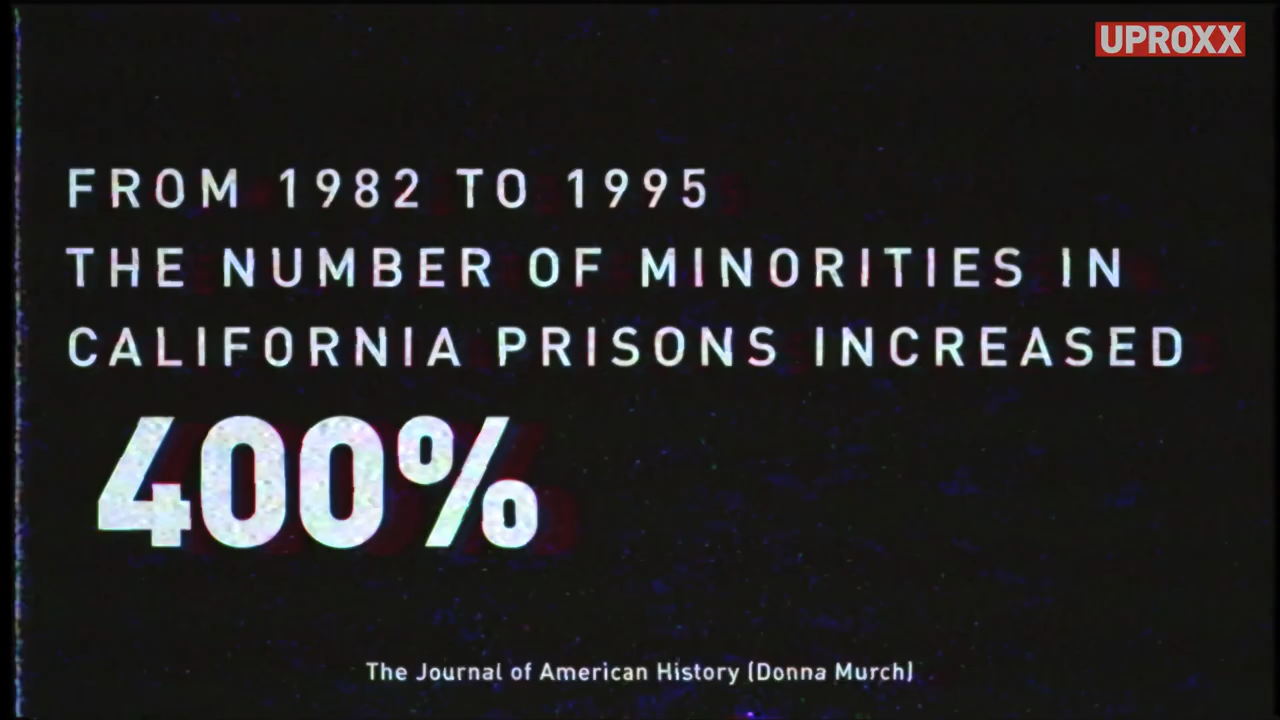 UPROXX
FROM 1982 TO 1995
THE NUMBER OF MINORITIES IN
CALIFORNIA PRISONS INCREASED
400%
The Journal of American History (Donna Murch)